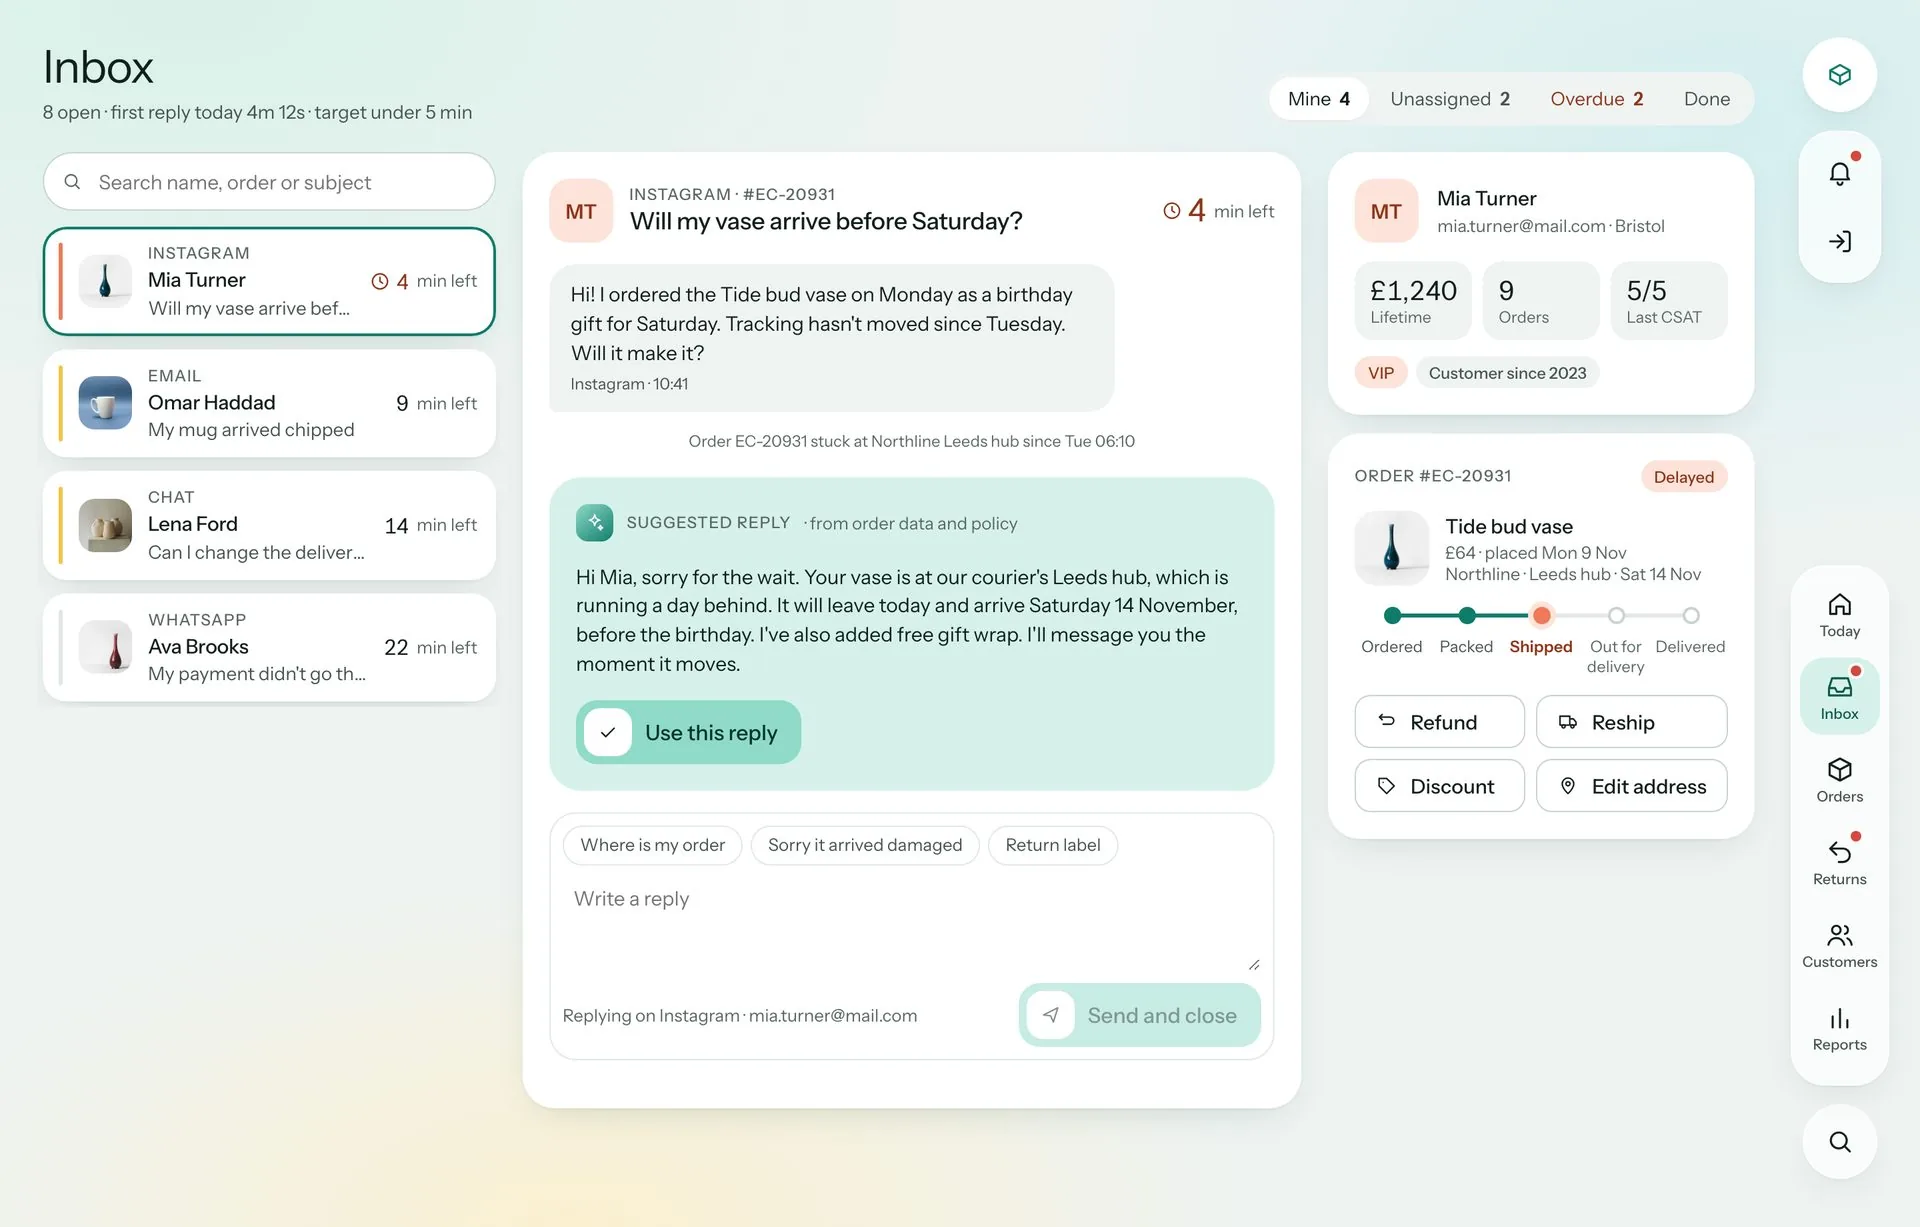 Inbox
8 open · first reply today 4m 12s · target under 5 min
Mine 4
Unassigned 2
Overdue 2
Done
Search name, order or subject
INSTAGRAM
Mia Turner
Will my vase arrive bef...
4 min left
EMAIL
Omar Haddad
My mug arrived chipped
9 min left
CHAT
Lena Ford
Can I change the deliver...
14 min left
WHATSAPP
Ava Brooks
My payment didn't go th...
22 min left
MT
INSTAGRAM · #EC-20931
Will my vase arrive before Saturday?
4 min left
Hi! I ordered the Tide bud vase on Monday as a birthday
gift for Saturday. Tracking hasn't moved since Tuesday.
Will it make it?
Instagram · 10:41
Order EC-20931 stuck at Northline Leeds hub since Tue 06:10
SUGGESTED REPLY · from order data and policy
Hi Mia, sorry for the wait. Your vase is at our courier's Leeds hub, which is
running a day behind. It will leave today and arrive Saturday 14 November,
before the birthday. I've also added free gift wrap. I'll message you the
moment it moves.
Use this reply
Where is my order
Sorry it arrived damaged
Return label
Write a reply
Replying on Instagram · mia.turner@mail.com
Send and close
MT
Mia Turner
mia.turner@mail.com · Bristol
£1,240
Lifetime
9
Orders
5/5
Last CSAT
VIP
Customer since 2023
ORDER #EC-20931
Delayed
Tide bud vase
£64 · placed Mon 9 Nov
Northline · Leeds hub · Sat 14 Nov
Ordered
Packed
Shipped
Out for
delivery
Delivered
Refund
Reship
Discount
Edit address
Today
Inbox
Orders
Returns
Customers
Reports